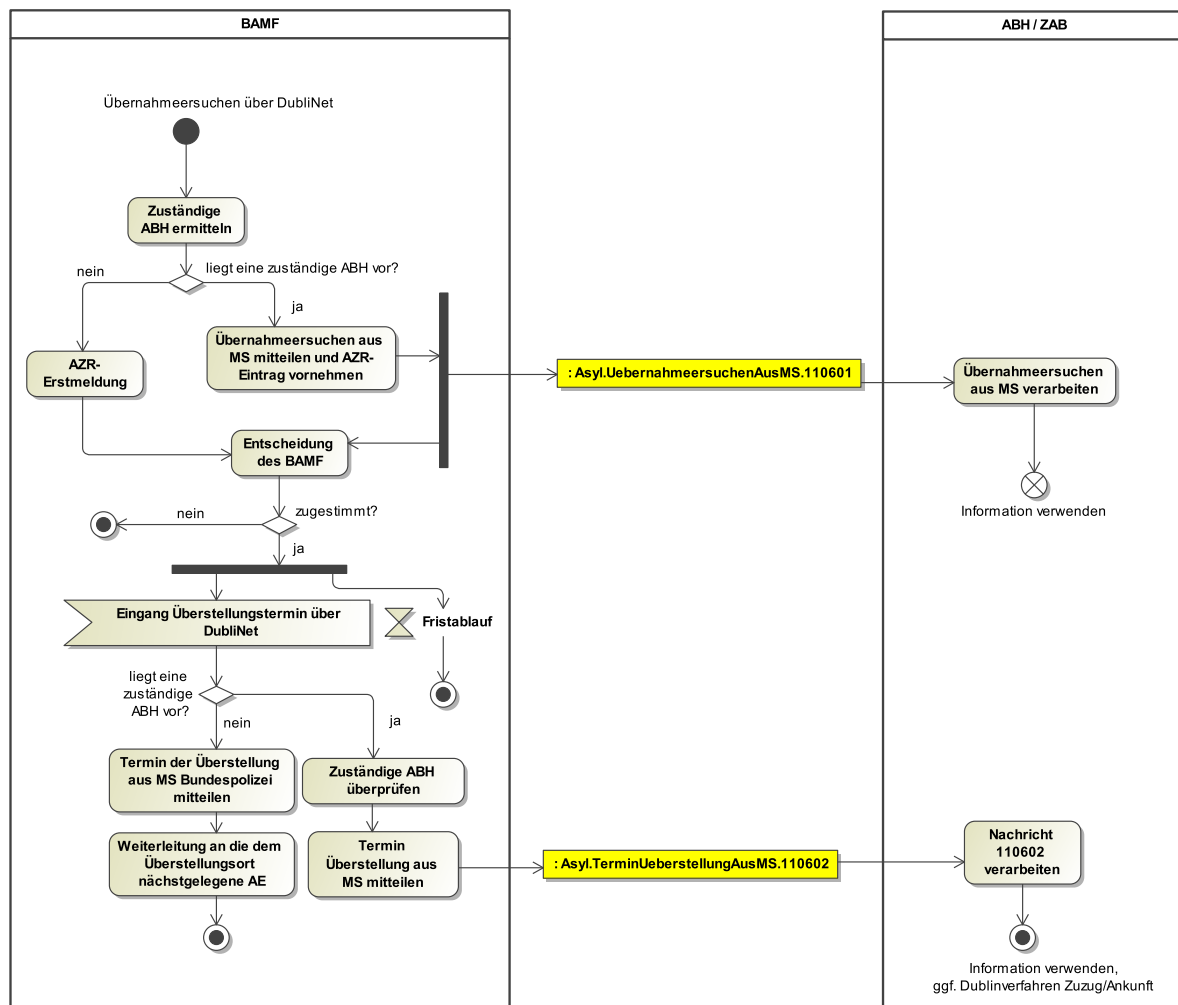 BAMF
ABH / ZAB
Übernahmeersuchen über DubliNet
Zuständige
ABH ermitteln
liegt eine zuständige ABH vor?
nein
ja
AZR-
Erstmeldung
Übernahmeersuchen aus
MS mitteilen und AZR-
Eintrag vornehmen
: Asyl.UebernahmeersuchenAusMS.110601
Übernahmeersuchen
aus MS verarbeiten
Information verwenden
Entscheidung
des BAMF
zugestimmt?
nein
ja
Eingang Überstellungstermin über
DubliNet
Fristablauf
liegt eine
zuständige
ABH vor?
nein
ja
Termin der Überstellung
aus MS Bundespolizei
mitteilen
Zuständige ABH
überprüfen
Weiterleitung an die dem
Überstellungsort
nächstgelegene AE
Termin
Überstellung aus
MS mitteilen
: Asyl.TerminUeberstellungAusMS.110602
Nachricht
110602
verarbeiten
Information verwenden,
ggf. Dublinverfahren Zuzug/Ankunft